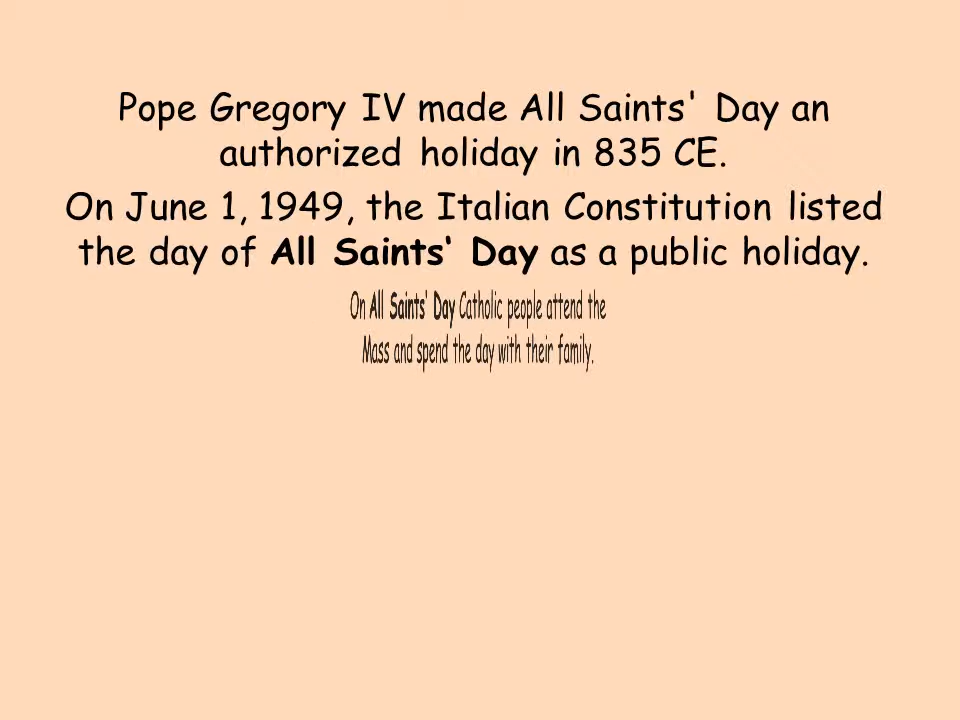 Pope Gregory IV made All Saints' Day an
authorized holiday in 835 CE.
On June 1, 1949, the Italian Constitution listed
the day of All Saints‘ Day as a public holiday.
On All Saints' Day Catholic people attend the
Mass and spend the day with their family.